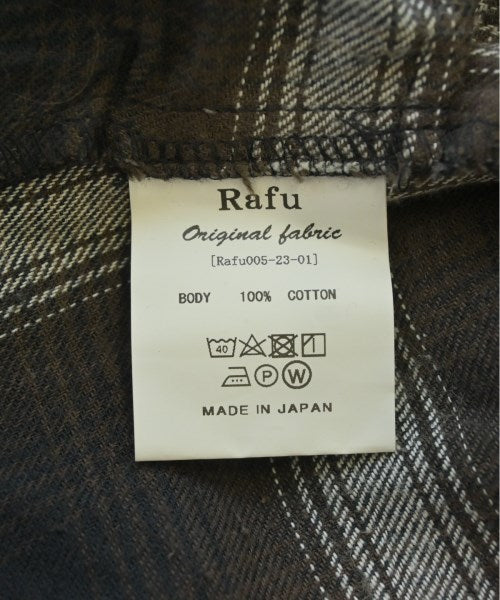 Rafu
Original fabric
[Rafu005-23-01]
BODY 100% COTTON
40
P W
MADE IN JAPAN